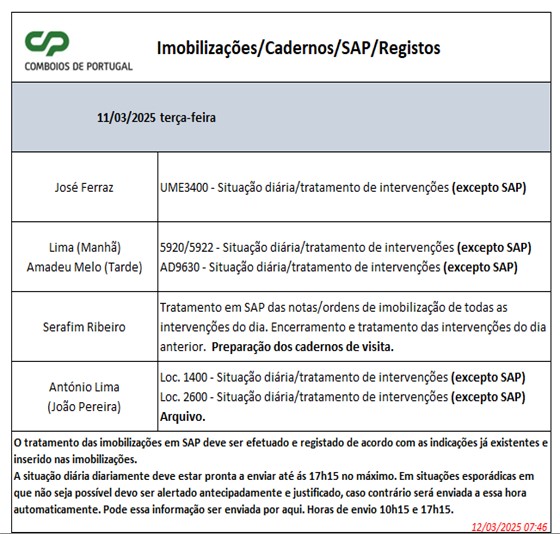 Imobilizações/Cadernos/SAP/Registos
CP
COMBOIOS DE PORTUGAL
11/03/2025 terça-feira
José Ferraz
UME3400 - Situação diária/tratamento de intervenções (excepto SAP)
Lima (Manhã)
Amadeu Melo (Tarde)
5920/5922 - Situação diária/tratamento de intervenções (excepto SAP)
AD9630 - Situação diária/tratamento de intervenções (excepto SAP)
Serafim Ribeiro
Tratamento em SAP das notas/ordens de imobilização de todas as
intervenções do dia. Encerramento e tratamento das intervenções do dia
anterior. Preparação dos cadernos de visita.
António Lima
(João Pereira)
Loc. 1400 - Situação diária/tratamento de intervenções (excepto SAP)
Loc. 2600 - Situação diária/tratamento de intervenções (excepto SAP)
Arquivo.
O tratamento das imobilizações em SAP deve ser efetuado e registado de acordo com as indicações já existentes e
inserido nas imobilizações.
A situação diária diariamente deve estar pronta a enviar até ás 17h15 no máximo. Em situações esporádicas em
que não seja possível devo ser alertado antecipadamente e justificado, caso contrário será enviada a essa hora
automaticamente. Pode essa informação ser enviada por aqui. Horas de envio 10h15 e 17h15.
12/03/2025 07:46